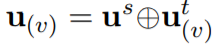 u_{(v)} = u^s ⊕ u^t_{(v)}